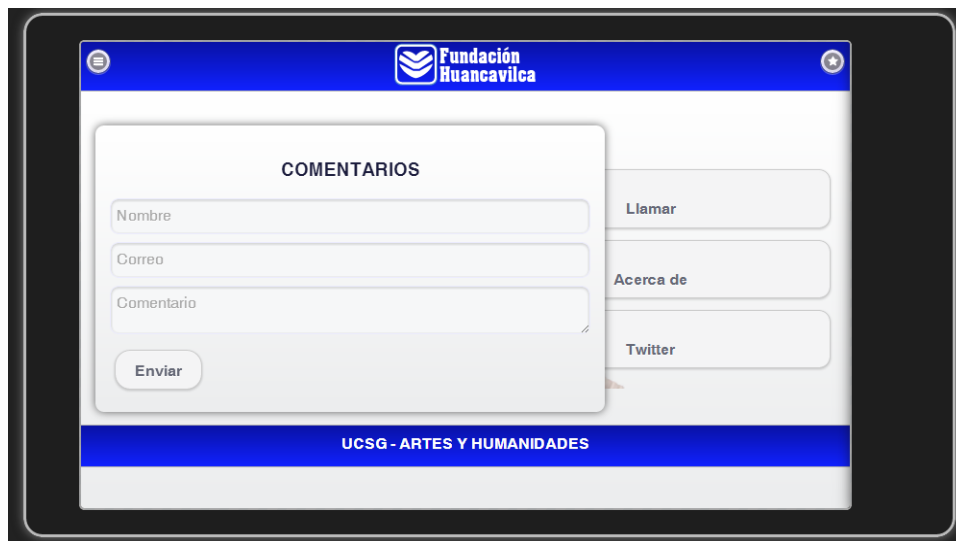 Fundación
Huancavilca
COMENTARIOS
Nombre
Correo
Comentario
Enviar
Llamar
Acerca de
Twitter
UCSG - ARTES Y HUMANIDADES